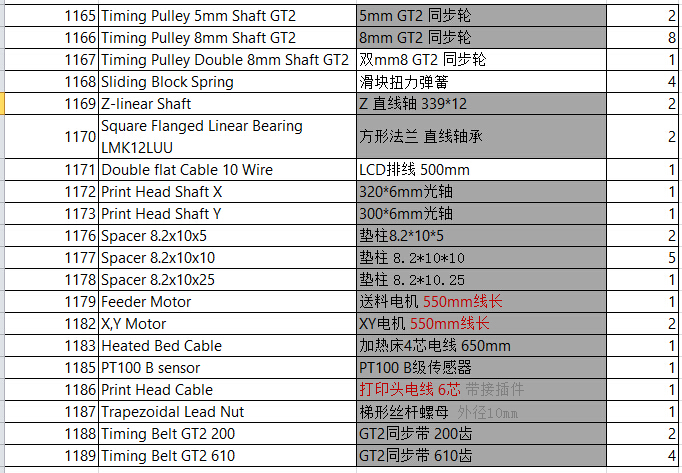 1165 Timing Pulley 5mm Shaft GT2 5mm GT2 同步轮 2
1166 Timing Pulley 8mm Shaft GT2 8mm GT2 同步轮 8
1167 Timing Pulley Double 8mm Shaft GT2 双mm8 GT2 同步轮 1
1168 Sliding Block Spring 滑块扭力弹簧 4
1169 Z-linear Shaft Z 直线轴 339*12 2
1170 Square Flanged Linear Bearing
LMK12LUU 方形法兰 直线轴承 2
1171 Double flat Cable 10 Wire LCD排线 500mm 1
1172 Print Head Shaft X 320*6mm光轴 1
1173 Print Head Shaft Y 300*6mm光轴 1
1176 Spacer 8.2x10x5 垫柱8.2*10*5 2
1177 Spacer 8.2x10x10 垫柱 8.2*10*10 5
1178 Spacer 8.2x10x25 垫柱 8.2*10.25 1
1179 Feeder Motor 送料电机 550mm线长 1
1182 X,Y Motor XY电机 550mm线长 2
1183 Heated Bed Cable 加热床4芯电线 650mm 1
1185 PT100 B sensor PT100 B级传感器 1
1186 Print Head Cable 打印头电线 6芯 带接插件 1
1187 Trapezoidal Lead Nut 梯形丝杆螺母 外径10mm 1
1188 Timing Belt GT2 200 GT2同步带 200齿 2
1189 Timing Belt GT2 610 GT2同步带 610齿 4